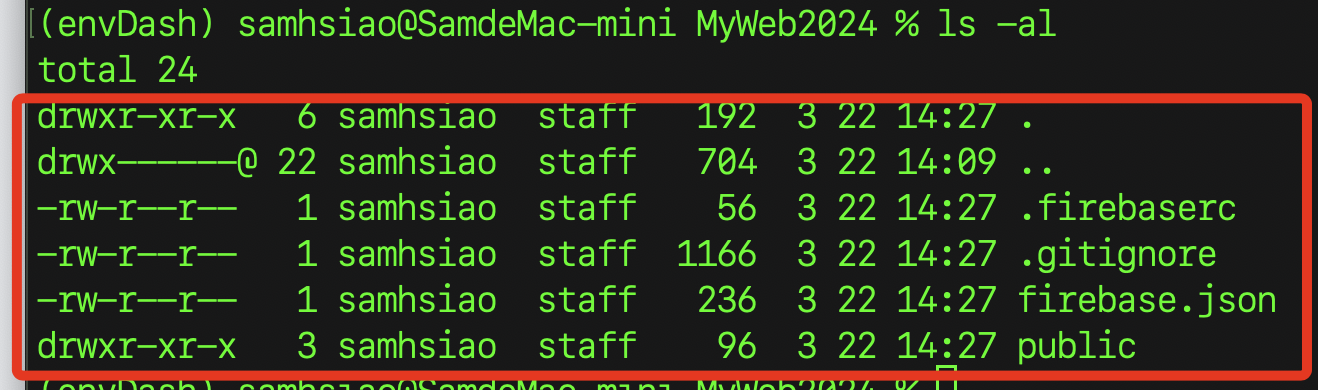 (envDash) samhsiao@SamdeMac-mini MyWeb2024 % ls -al
total 24
drwxr-xr-x   6 samhsiao  staff   192  3 22 14:27 .
drwx------@ 22 samhsiao  staff   704  3 22 14:09 ..
-rw-r--r--   1 samhsiao  staff    56  3 22 14:27 .firebaserc
-rw-r--r--   1 samhsiao  staff  1166  3 22 14:27 .gitignore
-rw-r--r--   1 samhsiao  staff   236  3 22 14:27 firebase.json
drwxr-xr-x   3 samhsiao  staff    96  3 22 14:27 public
(envDash) samhsiao@SamdeMac-mini MyWeb2024 %